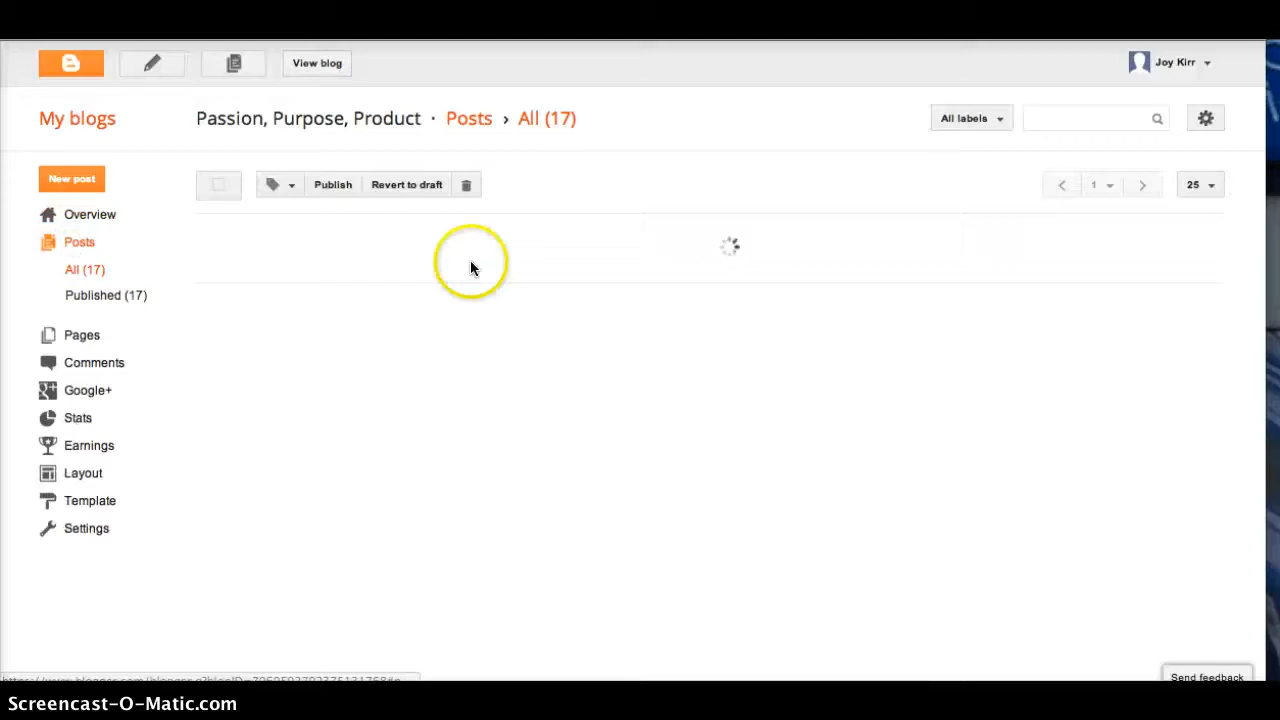 View blog
Joy Kirr
My blogs
Passion, Purpose, Product · Posts › All (17)
All labels
New post
Publish
Revert to draft
1
25
Overview
Posts
All (17)
Published (17)
Pages
Comments
Google+
Stats
Earnings
Layout
Template
Settings
Send feedback
Screencast-O-Matic.com